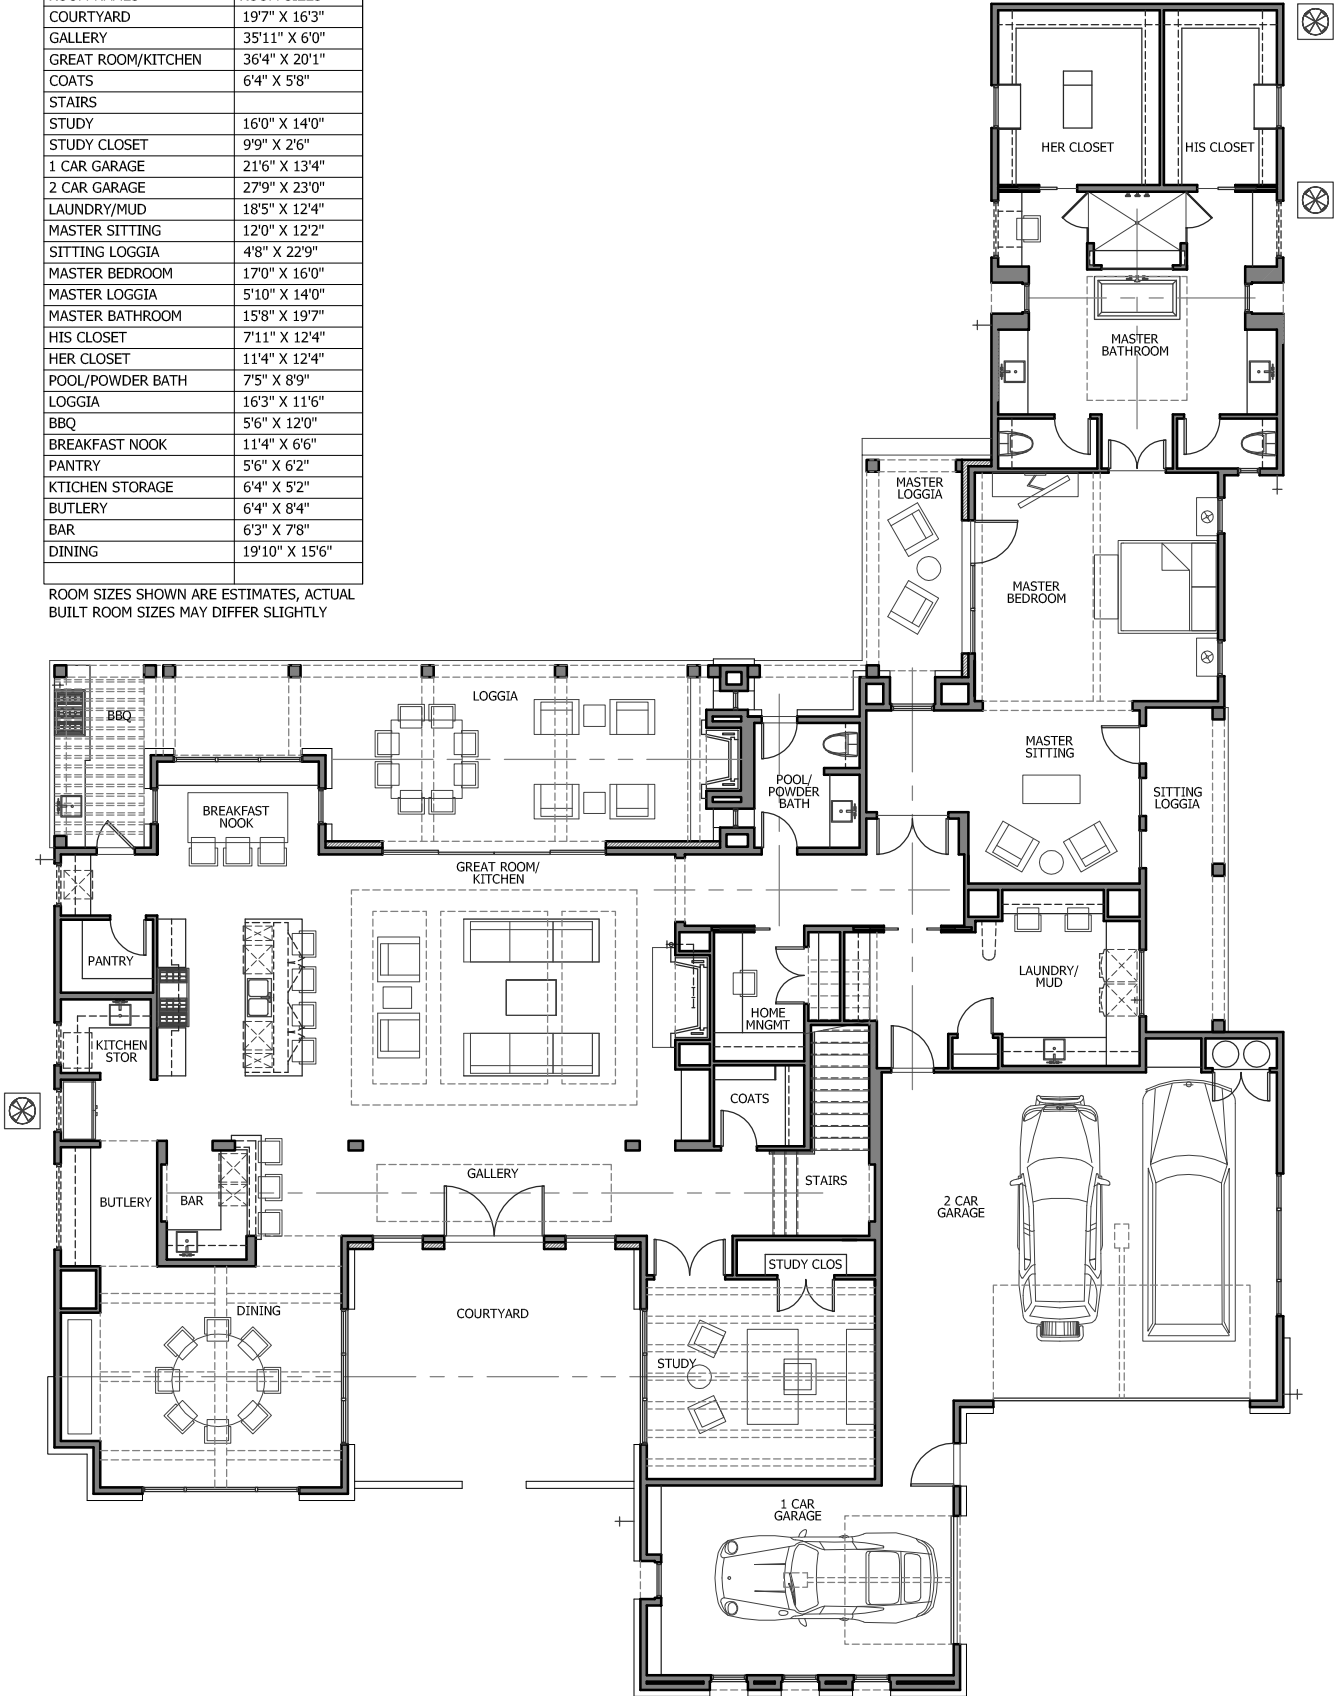 COURTYARD 19'7" X 16'3"
GALLERY 35'11" X 6'0"
GREAT ROOM/KITCHEN 36'4" X 20'1"
COATS 6'4" X 5'8"
STAIRS
STUDY 16'0" X 14'0"
STUDY CLOSET 9'9" X 2'6"
1 CAR GARAGE 21'6" X 13'4"
2 CAR GARAGE 27'9" X 23'0"
LAUNDRY/MUD 18'5" X 12'4"
MASTER SITTING 12'0" X 12'2"
SITTING LOGGIA 4'8" X 22'9"
MASTER BEDROOM 17'0" X 16'0"
MASTER LOGGIA 5'10" X 14'0"
MASTER BATHROOM 15'8" X 19'7"
HIS CLOSET 7'11" X 12'4"
HER CLOSET 11'4" X 12'4"
POOL/POWDER BATH 7'5" X 8'9"
LOGGIA 16'3" X 11'6"
BBQ 5'6" X 12'0"
BREAKFAST NOOK 11'4" X 6'6"
PANTRY 5'6" X 6'2"
KTICHEN STORAGE 6'4" X 5'2"
BUTLERY 6'4" X 8'4"
BAR 6'3" X 7'8"
DINING 19'10" X 15'6"
ROOM SIZES SHOWN ARE ESTIMATES, ACTUAL
BUILT ROOM SIZES MAY DIFFER SLIGHTLY
HER CLOSET
HIS CLOSET
MASTER
BATHROOM
MASTER
LOGGIA
MASTER
BEDROOM
LOGGIA
BBQ
MASTER
SITTING
POOL/
POWDER
BATH
SITTING
LOGGIA
BREAKFAST
NOOK
GREAT ROOM/
KITCHEN
PANTRY
LAUNDRY/
MUD
HOME
MNGMT
KITCHEN
STOR
COATS
GALLERY
STAIRS
BUTLERY
BAR
2 CAR
GARAGE
STUDY CLOS
DINING
COURTYARD
STUDY
1 CAR
GARAGE